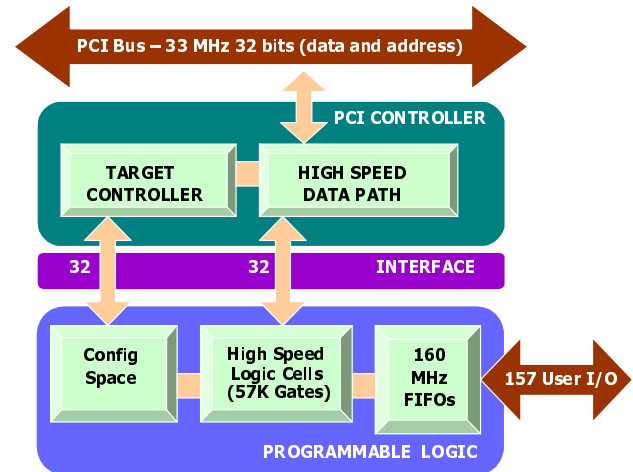 PCI Bus – 33 MHz 32 bits (data and address)
PCI CONTROLLER
TARGET
CONTROLLER
HIGH SPEED
DATA PATH
32
32
INTERFACE
Config
Space
High Speed
Logic Cells
(57K Gates)
160
MHz
FIFOs
157 User I/O
PROGRAMMABLE LOGIC